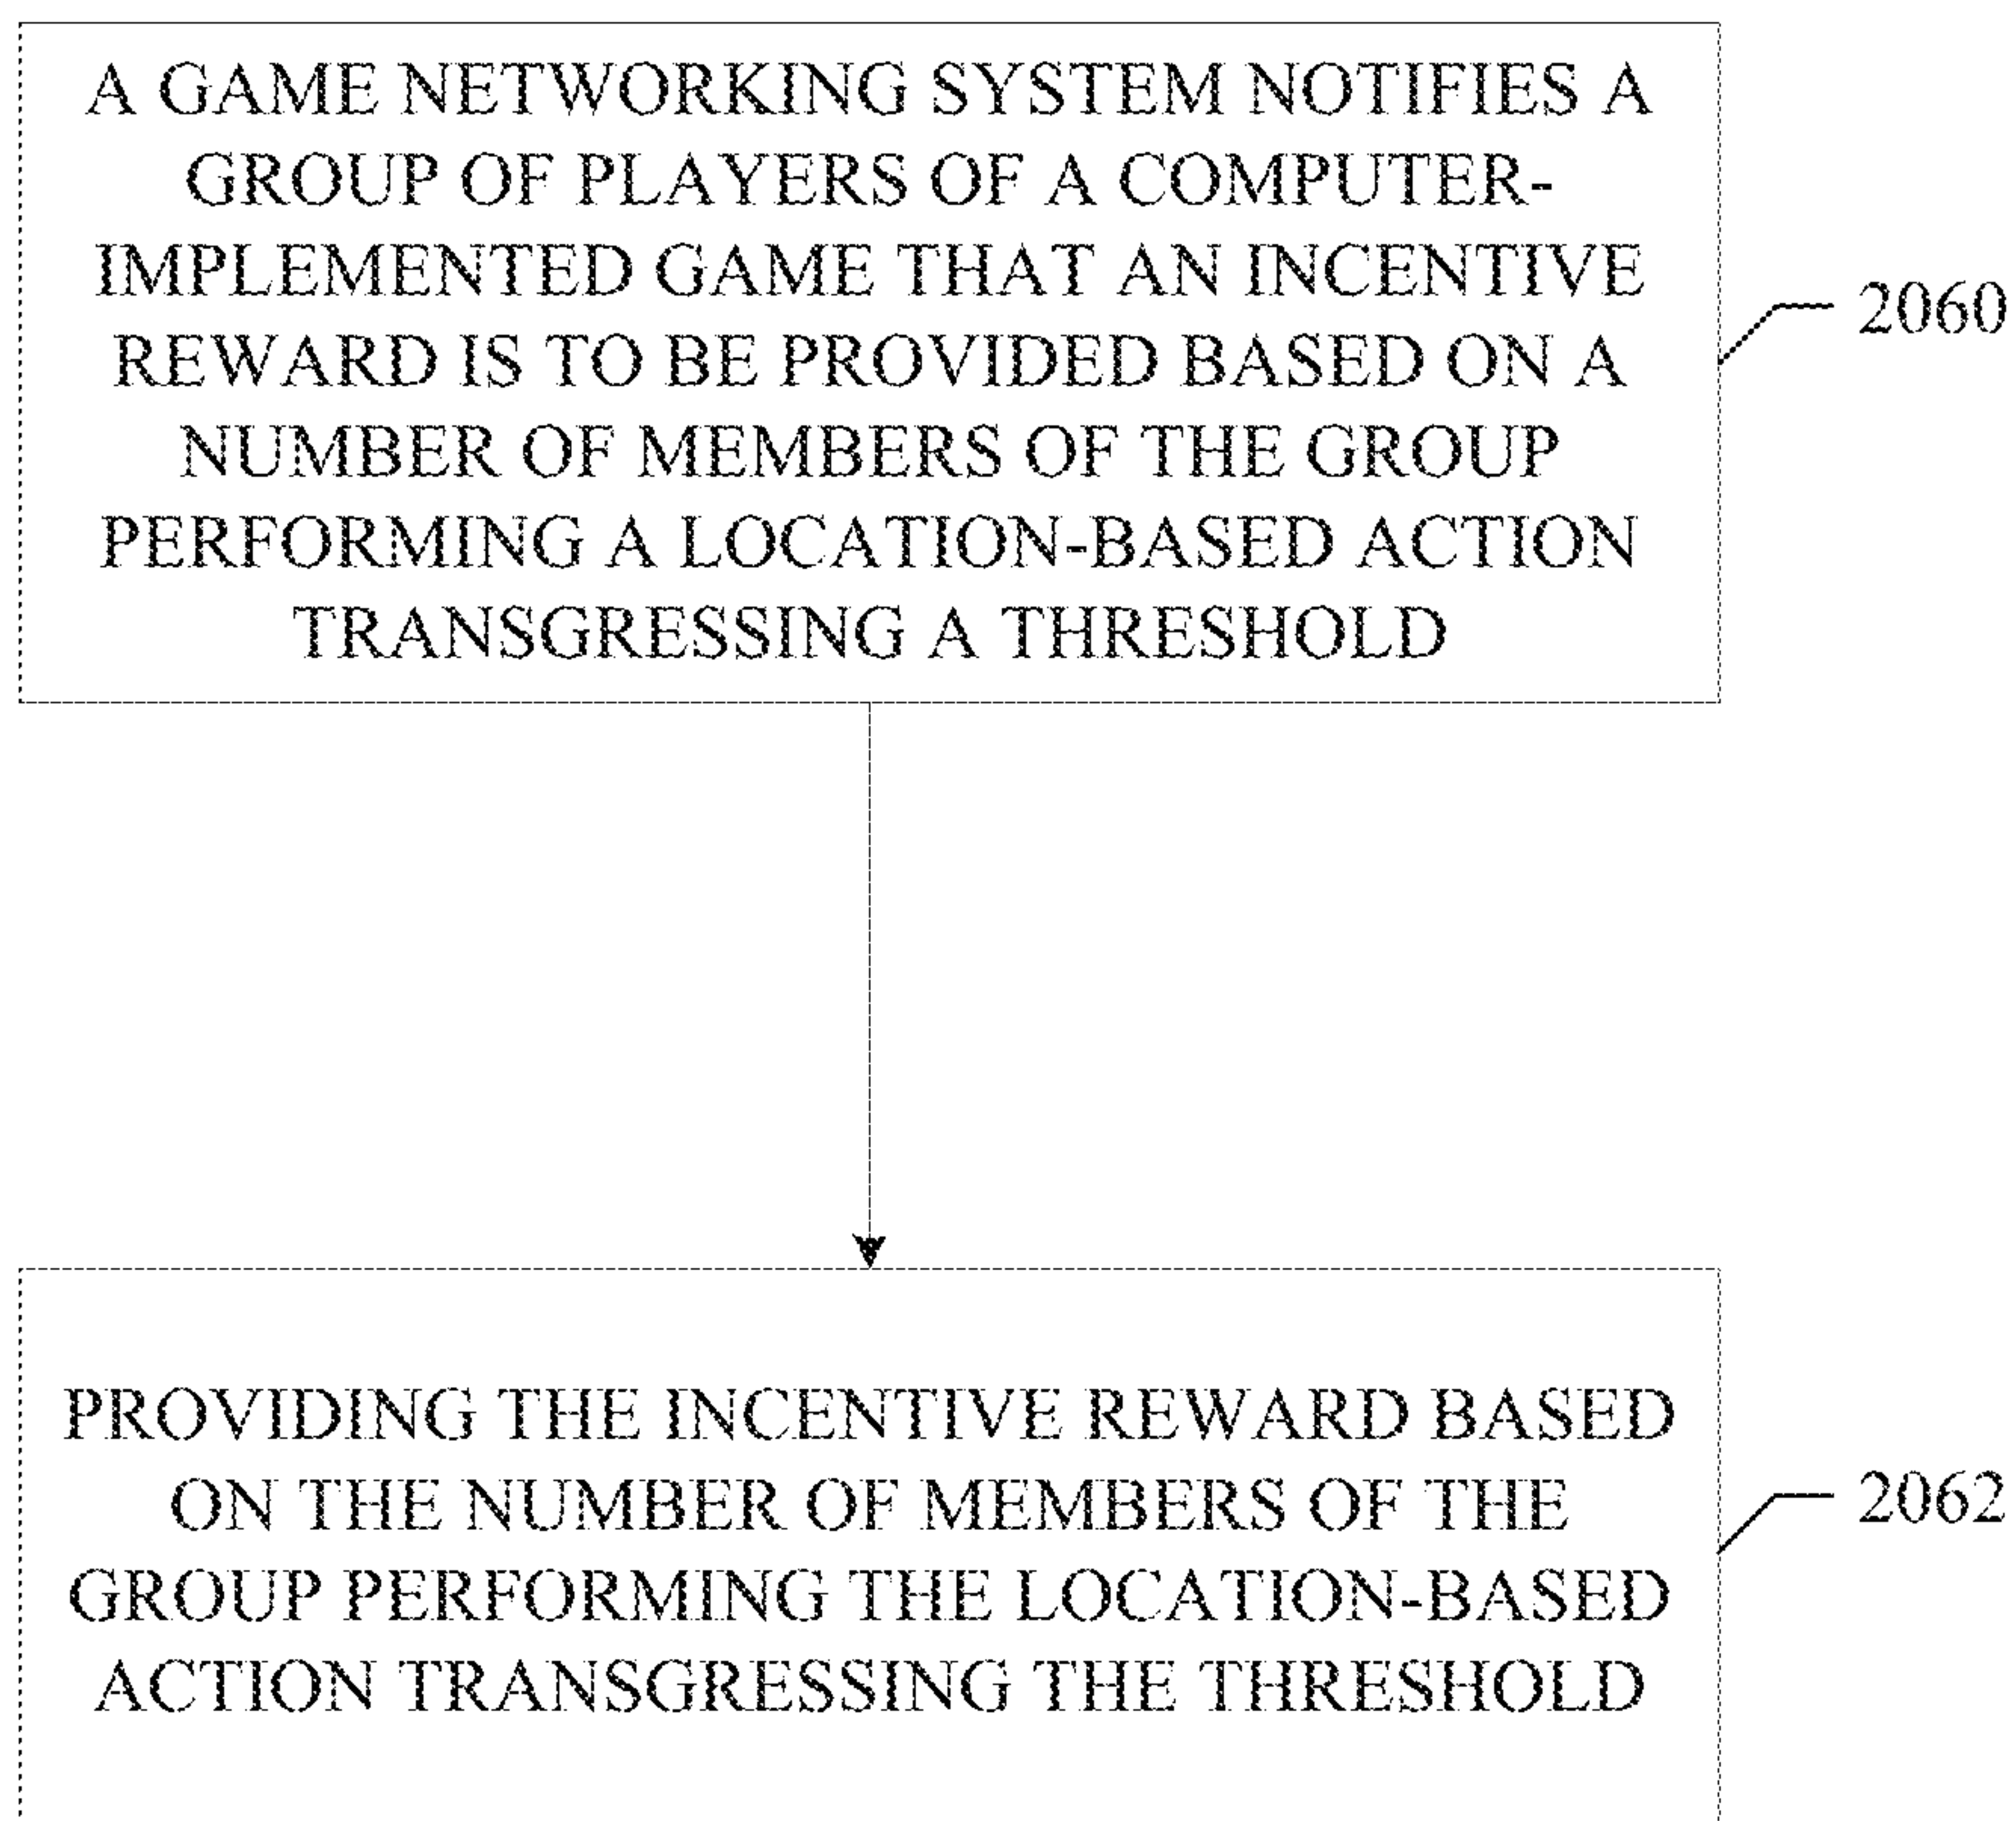 A GAME NETWORKING SYSTEM NOTIFIES A
GROUP OF PLAYERS OF A COMPUTER-
IMPLEMENTED GAME THAT AN INCENTIVE
REWARD IS TO BE PROVIDED BASED ON A
NUMBER OF MEMBERS OF THE GROUP
PERFORMING A LOCATION-BASED ACTION
TRANSGRESSING A THRESHOLD
2060
PROVIDING THE INCENTIVE REWARD BASED
ON THE NUMBER OF MEMBERS OF THE
GROUP PERFORMING THE LOCATION-BASED
ACTION TRANSGRESSING THE THRESHOLD
2062